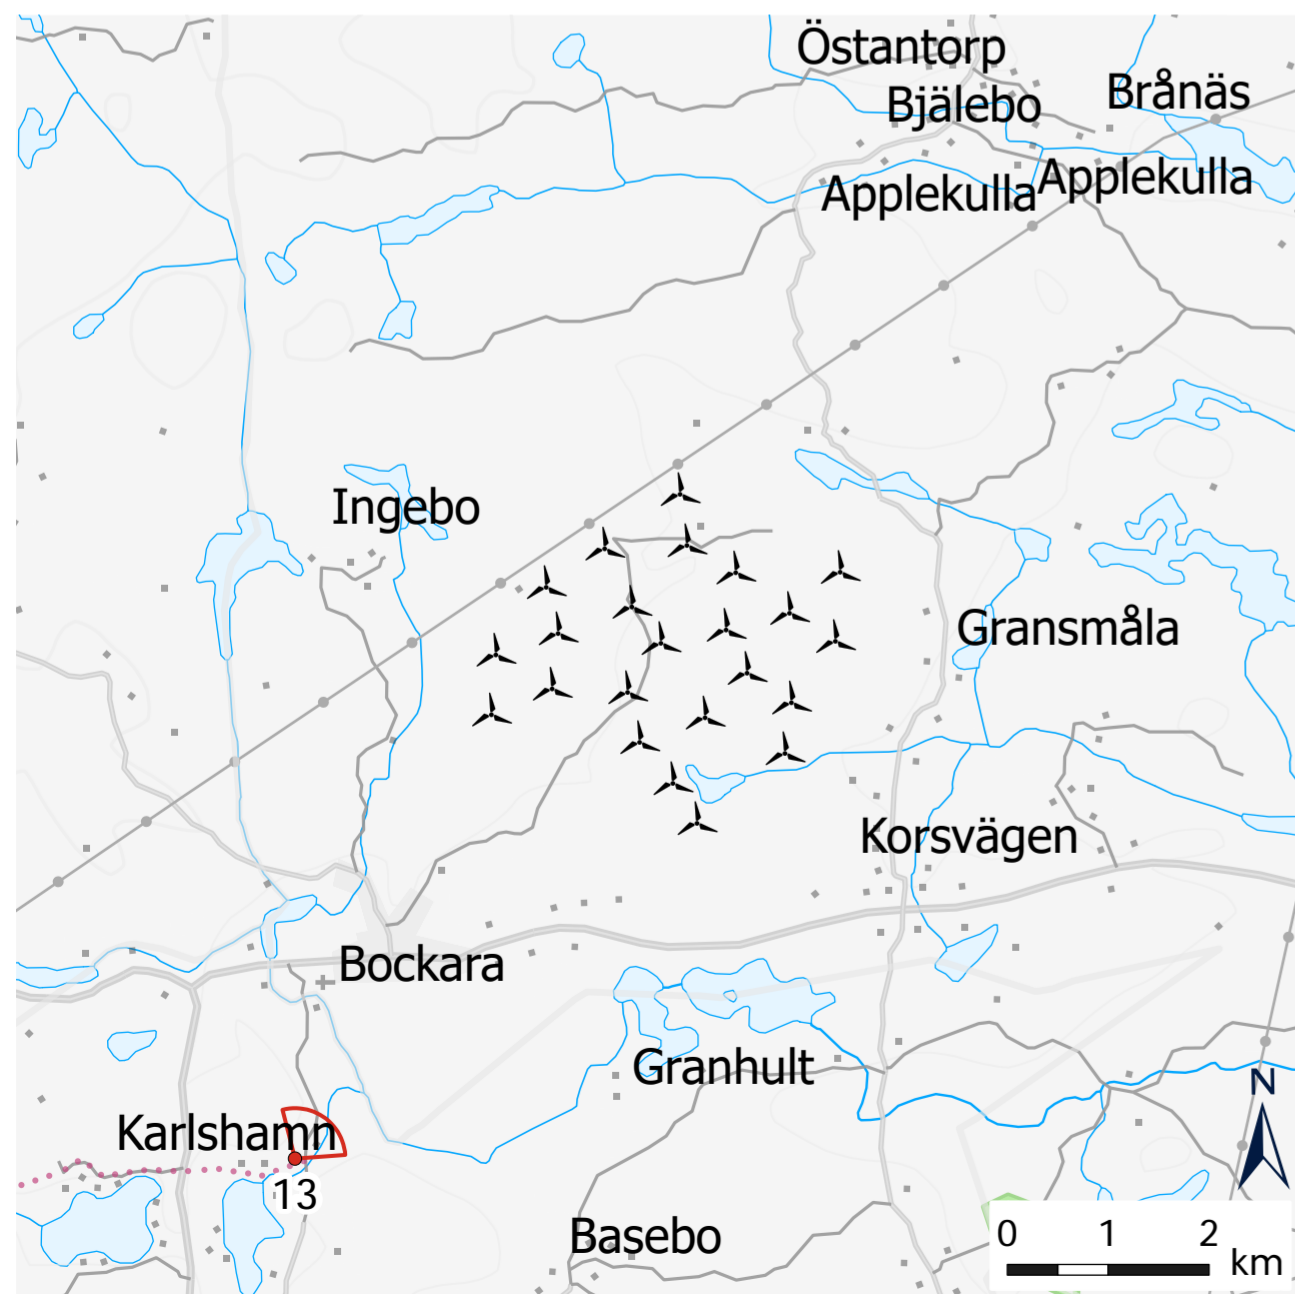 Östantorp
Bjälebo
Brånäs
Applekulla
Applekulla
Ingebo
Gransmåla
Korsvägen
Bockara
Granhult
N
Karlshamn
13
Basebo
0 1 2
km